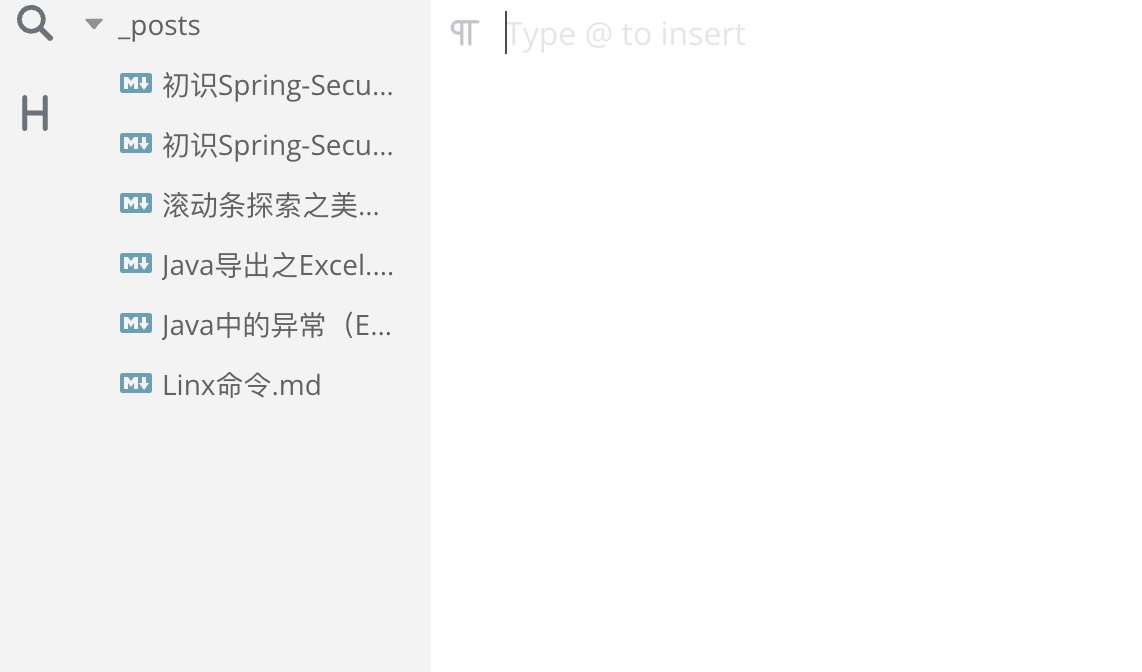 _posts
初识Spring-Secu...
初识Spring-Secu...
滚动条探索之美...
Java导出之Excel....
Java中的异常（E...
Linx命令.md
Type @ to insert